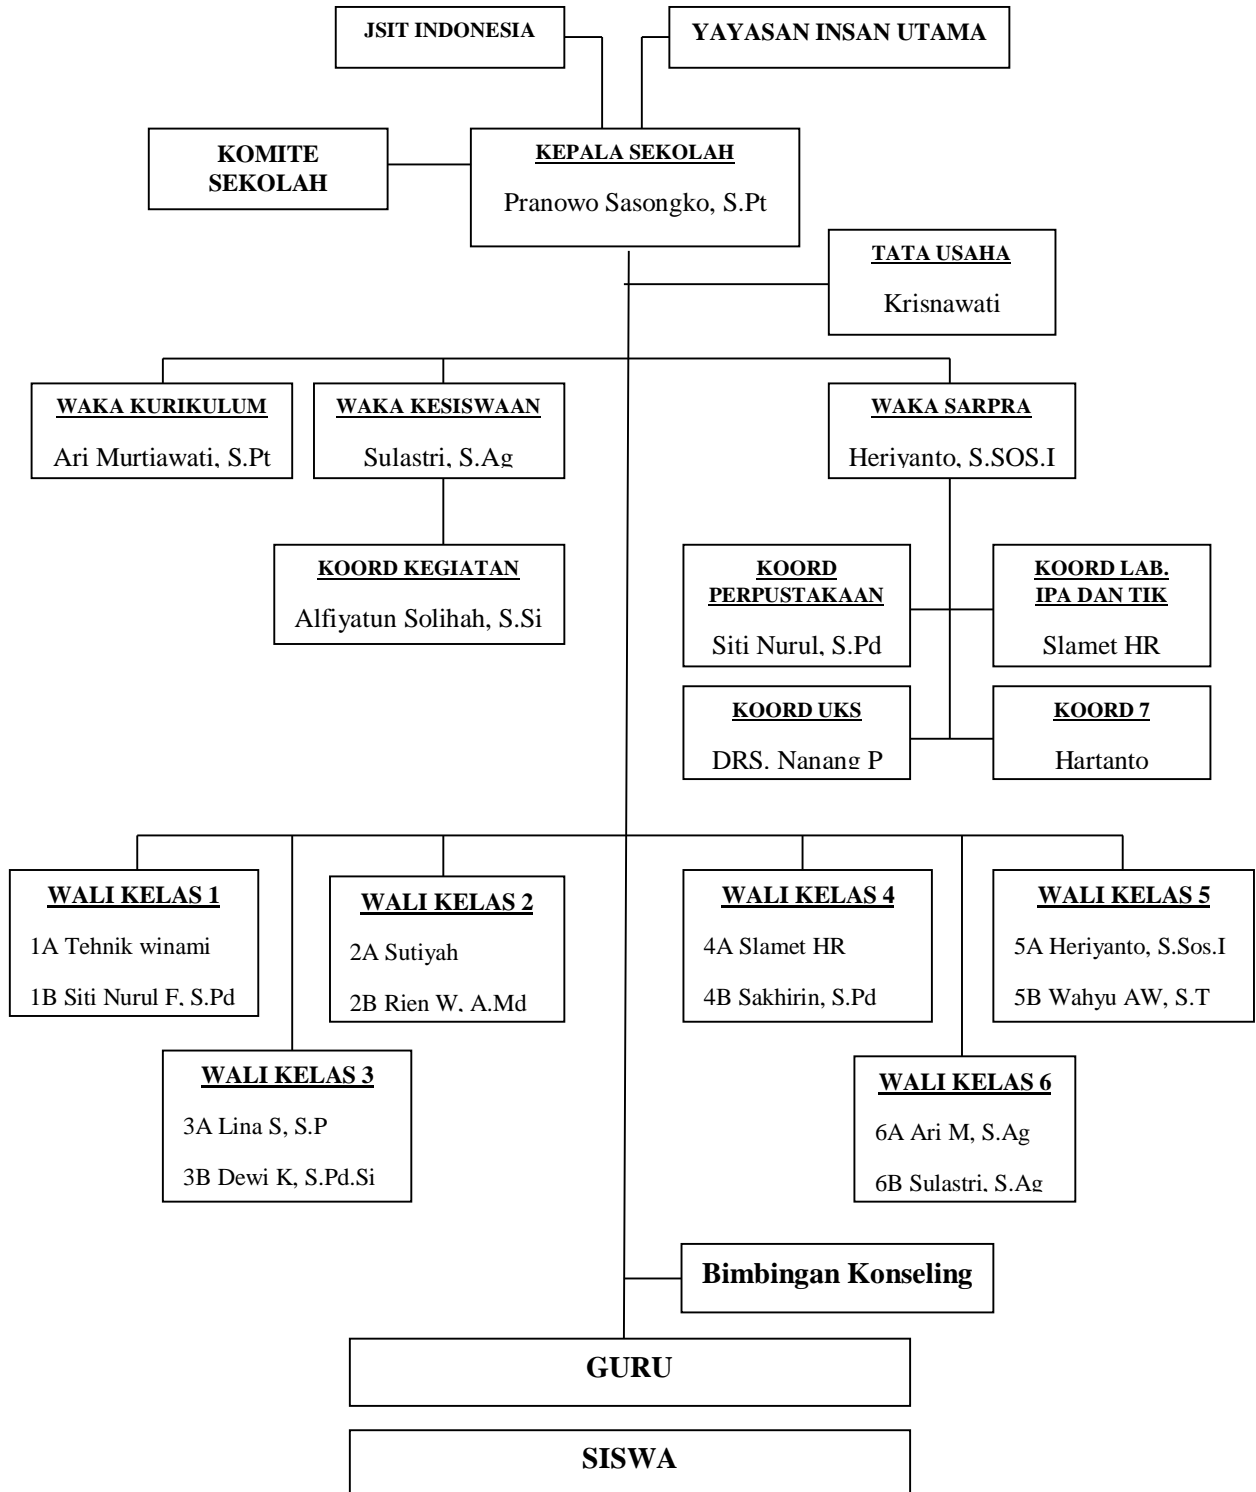 JSIT INDONESIA
YAYASAN INSAN UTAMA
KOMITE
SEKOLAH
KEPALA SEKOLAH
Pranowo Sasongko, S.Pt
TATA USAHA
Krisnawati
WAKA KURIKULUM
Ari Murtiawati, S.Pt
WAKA KESISWAAN
Sulastri, S.Ag
WAKA SARPRA
Heriyanto, S.SOS.I
KOORD KEGIATAN
Alfiyatun Solihah, S.Si
KOORD
PERPUSTAKAAN
Siti Nurul, S.Pd
KOORD LAB.
IPA DAN TIK
Slamet HR
KOORD UKS
DRS. Nanang P
KOORD 7
Hartanto
WALI KELAS 1
1A Tehnik winami
1B Siti Nurul F, S.Pd
WALI KELAS 2
2A Sutiyah
2B Rien W, A.Md
WALI KELAS 4
4A Slamet HR
4B Sakhirin, S.Pd
WALI KELAS 5
5A Heriyanto, S.Sos.I
5B Wahyu AW, S.T
WALI KELAS 3
3A Lina S, S.P
3B Dewi K, S.Pd.Si
WALI KELAS 6
6A Ari M, S.Ag
6B Sulastri, S.Ag
Bimbingan Konseling
GURU
SISWA